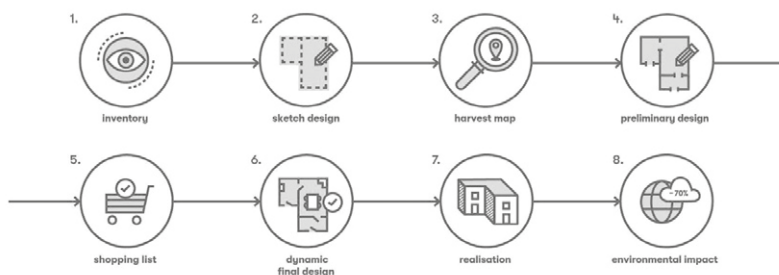 1.
inventory
2.
sketch design
3.
harvest map
4.
preliminary design
5.
shopping list
6.
dynamic
final design
7.
realisation
8.
-70%
environmental impact